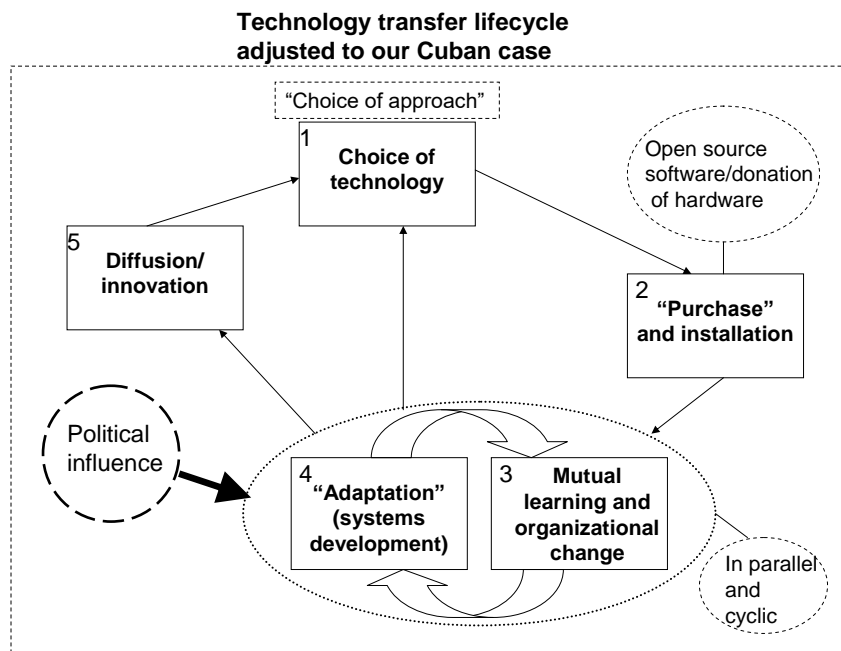 Technology transfer lifecycle
adjusted to our Cuban case
“Choice of approach”
1
Choice of
technology
Open source
software/donation
of hardware
5
Diffusion/
innovation
2
“Purchase”
and installation
Political
influence
4
“Adaptation”
(systems
development)
3
Mutual
learning and
organizational
change
In parallel
and
cyclic